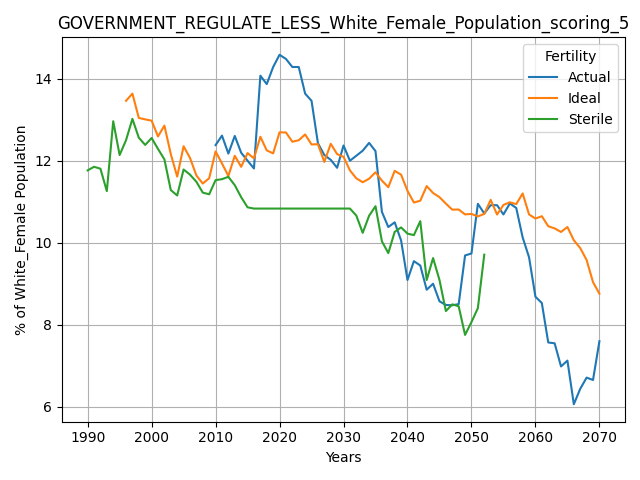 GOVERNMENT_REGULATE_LESS_White_Female_Population_scoring_5
Fertility
Actual
Ideal
Sterile
% of White_Female Population
14
12
10
8
6
1990 2000 2010 2020 2030 2040 2050 2060 2070
Years